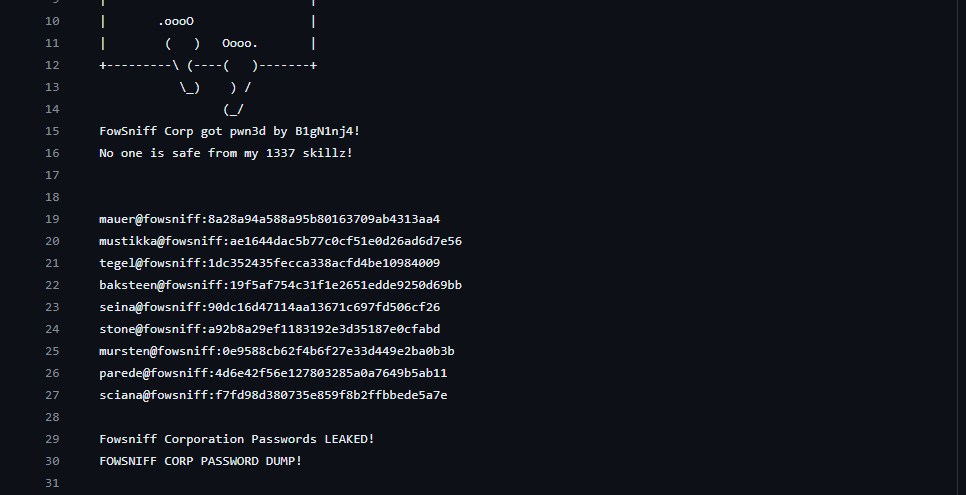 10 |       .oooO                |
11 |        (   )   Oooo.       |
12 +---------\ (----(   )-------+
13            \_)    ) /
14                  (_/
15 FowSniff Corp got pwn3d by B1gN1nj4!
16 No one is safe from my 1337 skillz!
17
18
19 mauer@fowsniff:8a28a94a588a95b80163709ab4313aa4
20 mustikka@fowsniff:ae1644dac5b77c0cf51e0d26ad6d7e56
21 tegel@fowsniff:1dc352435fecca338acfd4be10984009
22 baksteen@fowsniff:19f5af754c31f1e2651edde9250d69bb
23 seina@fowsniff:90dc16d47114aa13671c697fd506cf26
24 stone@fowsniff:a92b8a29ef1183192e3d35187e0cfabd
25 mursten@fowsniff:0e9588cb62f4b6f27e33d449e2ba0b3b
26 parede@fowsniff:4d6e42f56e127803285a0a7649b5ab11
27 sciana@fowsniff:f7fd98d380735e859f8b2ffbbede5a7e
28
29 Fowsniff Corporation Passwords LEAKED!
30 FOWSNIFF CORP PASSWORD DUMP!
31